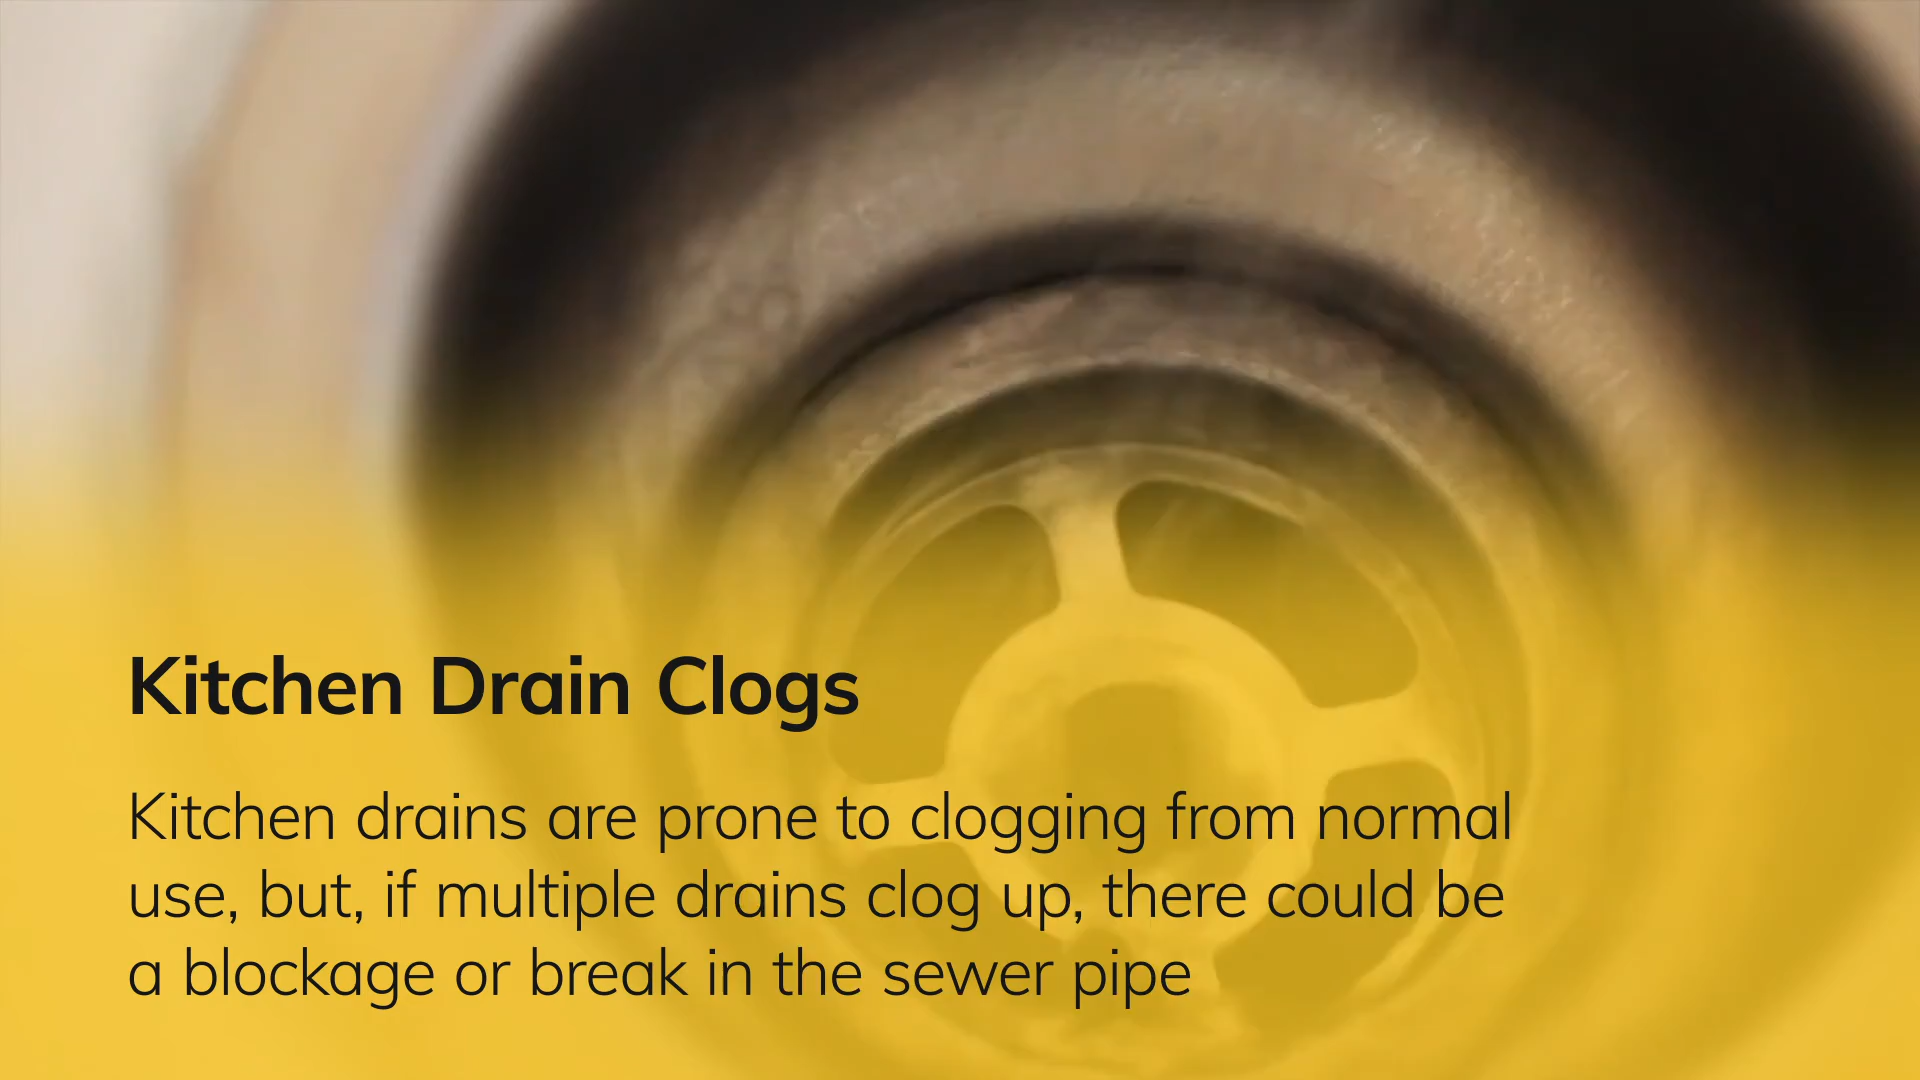 Kitchen Drain Clogs
Kitchen drains are prone to clogging from normal
use, but, if multiple drains clog up, there could be
a blockage or break in the sewer pipe